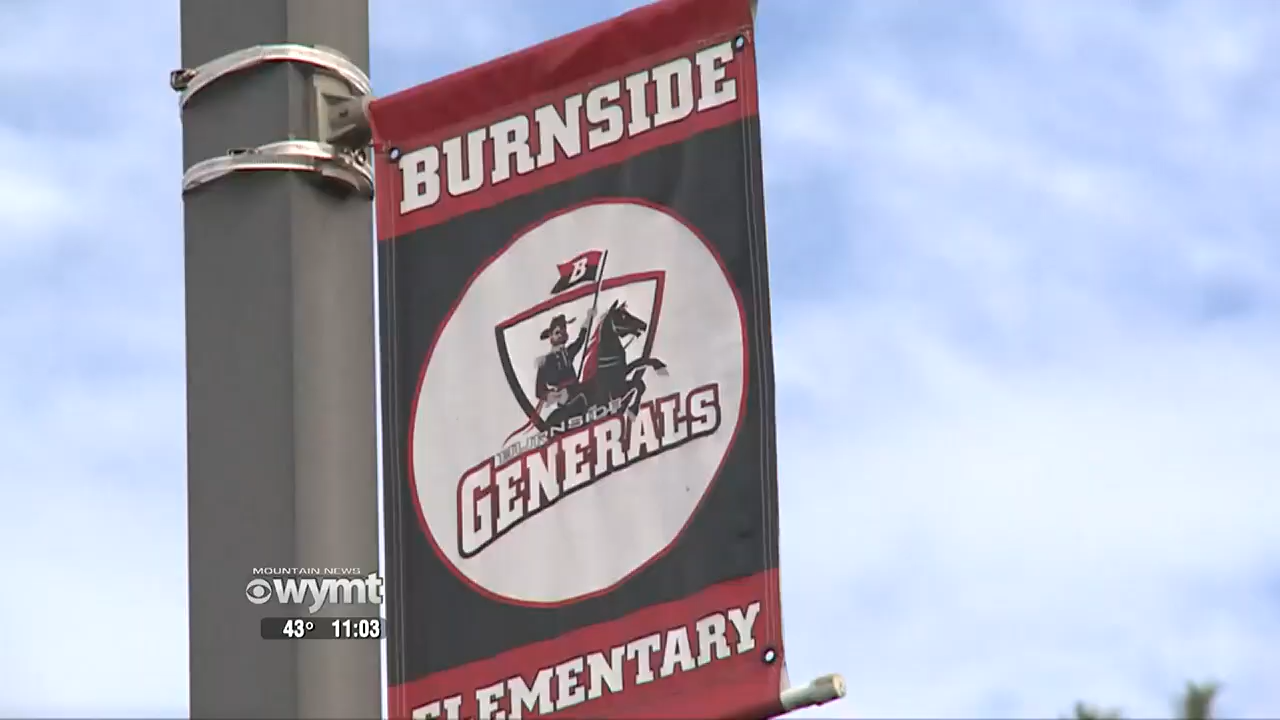 BURNSIDE
B
BURNSIDE
GENERALS
ELEMENTARY
MOUNTAIN NEWS
wymt
43° 11:03